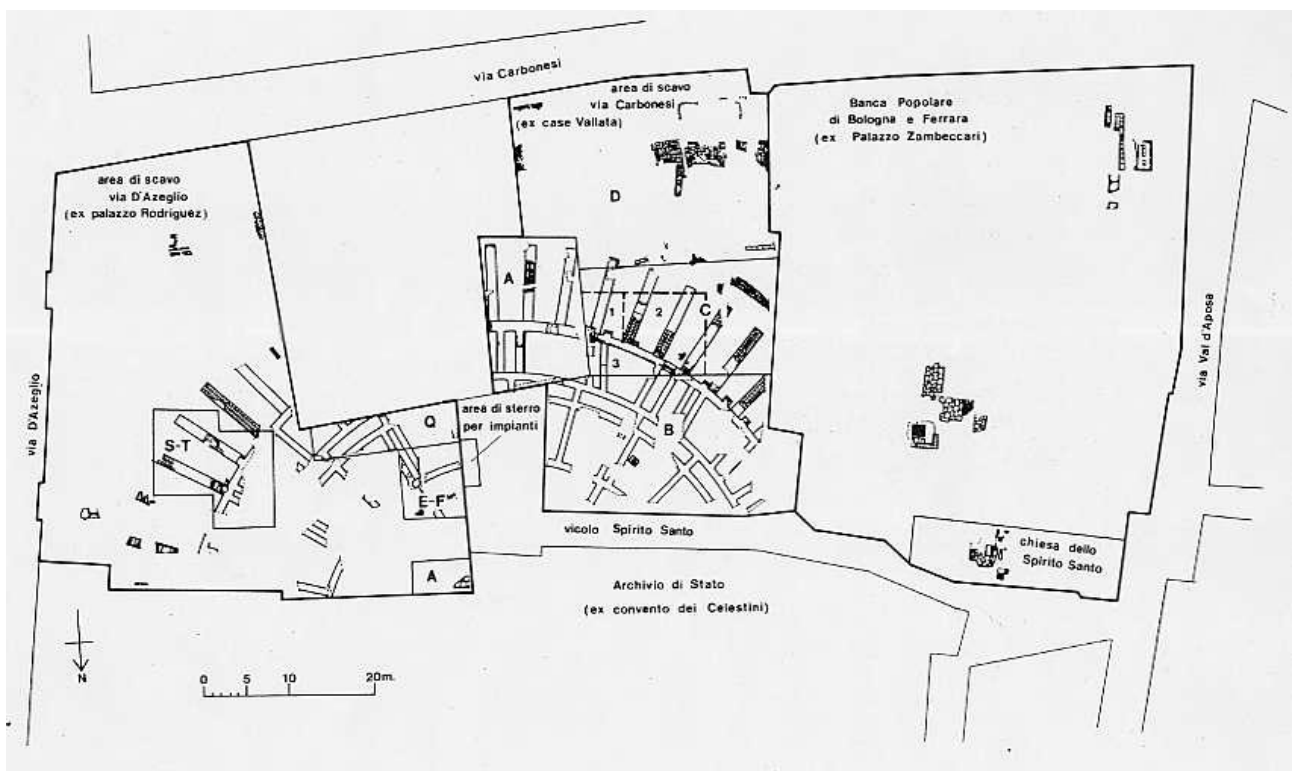 via Carbonesi
area di scavo
via Carbonesi
(ex case Vallata)
Banca Popolare
di Bologna e Ferrara
(ex Palazzo Zambeccari)
area di scavo
via D'Azeglio
(ex palazzo Rodriguez)
D
A
1
2
C
3
via D'Azeglio
via Val d'Aposa
Q
area di sterro
per impianti
B
S-T
E-F
vicolo Spirito Santo
chiesa dello
Spirito Santo
A
Archivio di Stato
(ex convento dei Celestini)
N
0 5 10 20m.